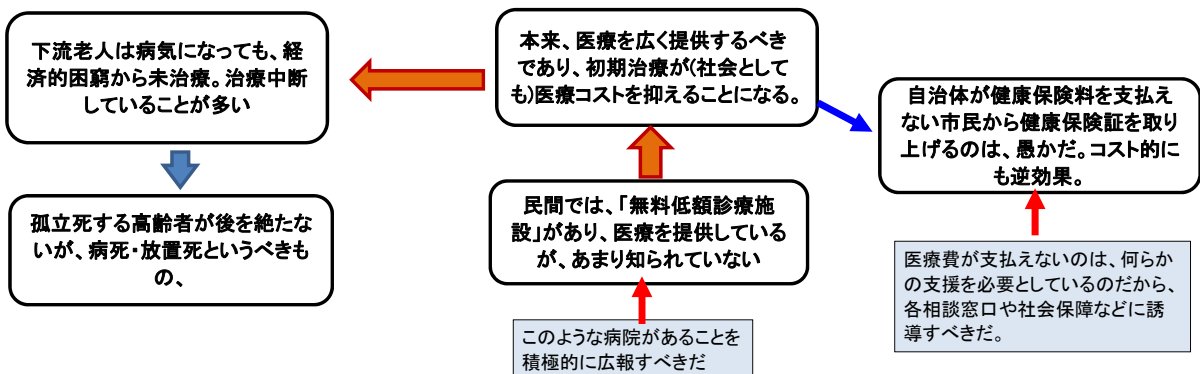 下流老人は病気になっても、経
済的困窮から未治療。治療中断
していることが多い
孤立死する高齢者が後を絶たな
いが、病死・放置死というべきも
の、
本来、医療を広く提供するべき
であり、初期治療が(社会として
も)医療コストを抑えることになる。
民間では、「無料低額診療施
設」があり、医療を提供している
が、あまり知られていない
このような病院があることを
積極的に広報すべきだ
自治体が健康保険料を支払え
ない市民から健康保険証を取り
上げるのは、愚かだ。コスト的に
も逆効果。
医療費が支払えないのは、何らか
の支援を必要としているのだから、
各相談窓口や社会保障などに誘
導すべきだ。